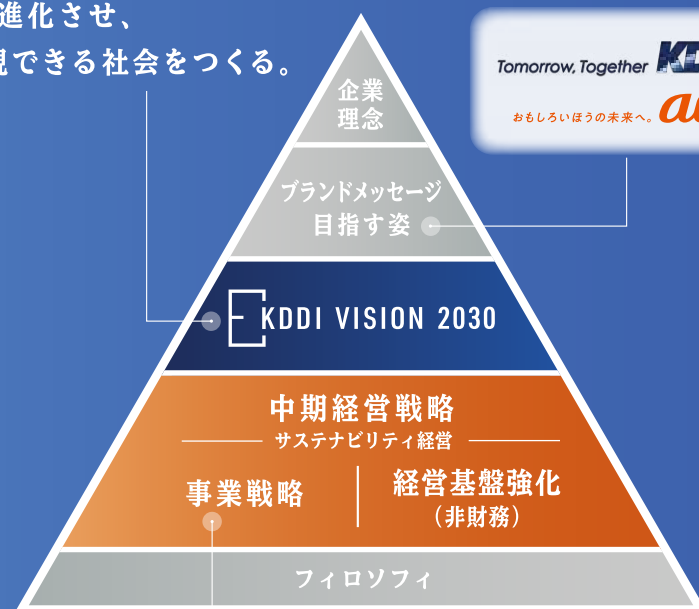 進化させ、
できる社会をつくる。
Tomorrow, Together
おもしろいほうの未来へ。
企業
理念
ブランドメッセージ
目指す姿
KDDI VISION 2030
中期経営戦略
サステナビリティ経営
事業戦略
経営基盤強化
(非財務)
フィロソフィ